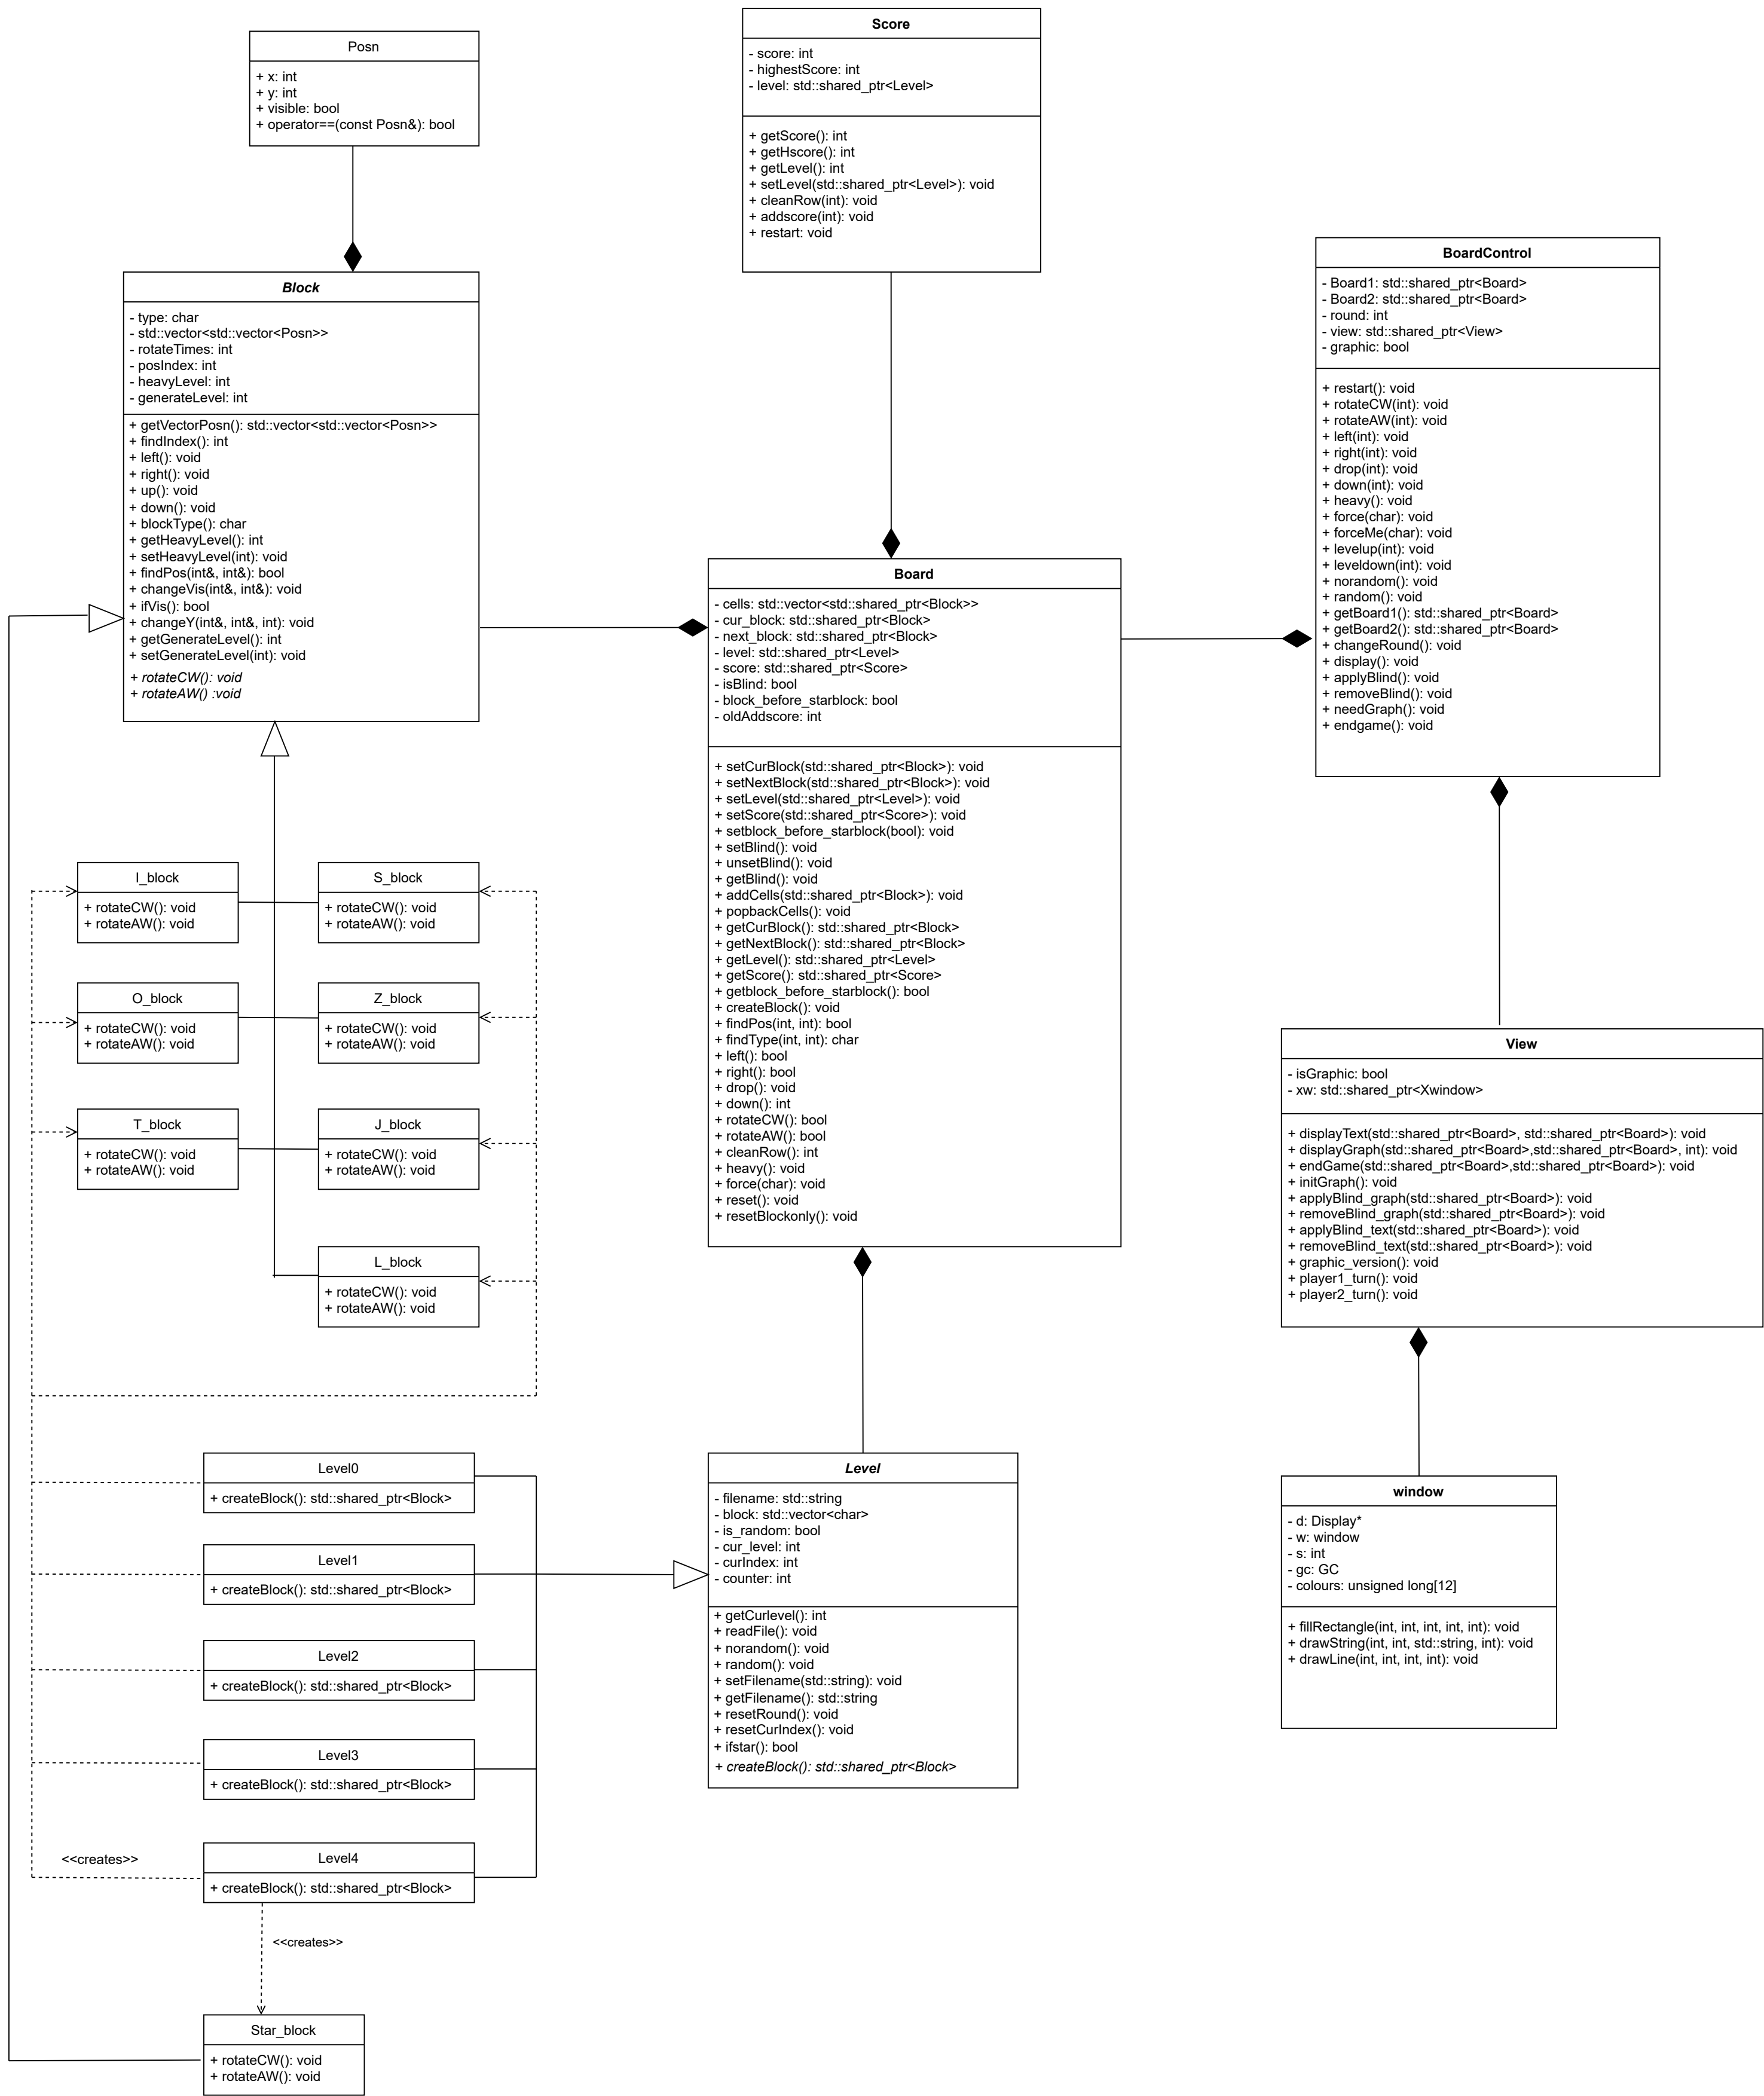 Posn
+ x: int
+ y: int
+ visible: bool
+ operator==(const Posn&): bool
Score
- score: int
- highestScore: int
- level: std::shared_ptr<Level>
+ getScore(): int
+ getHscore(): int
+ getLevel(): int
+ setLevel(std::shared_ptr<Level>): void
+ cleanRow(int): void
+ addscore(int): void
+ restart: void
Block
- type: char
- std::vector<std::vector<Posn>>
- rotateTimes: int
- posIndex: int
- heavyLevel: int
- generateLevel: int
+ getVectorPosn(): std::vector<std::vector<Posn>>
+ findIndex(): int
+ left(): void
+ right(): void
+ up(): void
+ down(): void
+ blockType(): char
+ getHeavyLevel(): int
+ setHeavyLevel(int): void
+ findPos(int&, int&): bool
+ changeVis(int&, int&): void
+ ifVis(): bool
+ changeY(int&, int&, int): void
+ getGenerateLevel(): int
+ setGenerateLevel(int): void
+ rotateCW(): void
+ rotateAW() :void
BoardControl
- Board1: std::shared_ptr<Board>
- Board2: std::shared_ptr<Board>
- round: int
- view: std::shared_ptr<View>
- graphic: bool
+ restart(): void
+ rotateCW(int): void
+ rotateAW(int): void
+ left(int): void
+ right(int): void
+ drop(int): void
+ down(int): void
+ heavy(): void
+ force(char): void
+ forceMe(char): void
+ levelup(int): void
+ leveldown(int): void
+ norandom(): void
+ random(): void
+ getBoard1(): std::shared_ptr<Board>
+ getBoard2(): std::shared_ptr<Board>
+ changeRound(): void
+ display(): void
+ applyBlind(): void
+ removeBlind(): void
+ needGraph(): void
+ endgame(): void
Board
- cells: std::vector<std::shared_ptr<Block>>
- cur_block: std::shared_ptr<Block>
- next_block: std::shared_ptr<Block>
- level: std::shared_ptr<Level>
- score: std::shared_ptr<Score>
- isBlind: bool
- block_before_starblock: bool
- oldAddscore: int
+ setCurBlock(std::shared_ptr<Block>): void
+ setNextBlock(std::shared_ptr<Block>): void
+ setLevel(std::shared_ptr<Level>): void
+ setScore(std::shared_ptr<Score>): void
+ setblock_before_starblock(bool): void
+ setBlind(): void
+ unsetBlind(): void
+ getBlind(): void
+ addCells(std::shared_ptr<Block>): void
+ popbackCells(): void
+ getCurBlock(): std::shared_ptr<Block>
+ getNextBlock(): std::shared_ptr<Block>
+ getLevel(): std::shared_ptr<Level>
+ getScore(): std::shared_ptr<Score>
+ getblock_before_starblock(): bool
+ createBlock(): void
+ findPos(int, int): bool
+ findType(int, int): char
+ left(): bool
+ right(): bool
+ drop(): void
+ down(): int
+ rotateCW(): bool
+ rotateAW(): bool
+ cleanRow(): int
+ heavy(): void
+ force(char): void
+ reset(): void
+ resetBlockonly(): void
I_block
+ rotateCW(): void
+ rotateAW(): void
S_block
+ rotateCW(): void
+ rotateAW(): void
O_block
+ rotateCW(): void
+ rotateAW(): void
Z_block
+ rotateCW(): void
+ rotateAW(): void
T_block
+ rotateCW(): void
+ rotateAW(): void
J_block
+ rotateCW(): void
+ rotateAW(): void
L_block
+ rotateCW(): void
+ rotateAW(): void
View
- isGraphic: bool
- xw: std::shared_ptr<Xwindow>
+ displayText(std::shared_ptr<Board>, std::shared_ptr<Board>): void
+ displayGraph(std::shared_ptr<Board>,std::shared_ptr<Board>, int): void
+ endGame(std::shared_ptr<Board>,std::shared_ptr<Board>): void
+ initGraph(): void
+ applyBlind_graph(std::shared_ptr<Board>): void
+ removeBlind_graph(std::shared_ptr<Board>): void
+ applyBlind_text(std::shared_ptr<Board>): void
+ removeBlind_text(std::shared_ptr<Board>): void
+ graphic_version(): void
+ player1_turn(): void
+ player2_turn(): void
Level0
+ createBlock(): std::shared_ptr<Block>
Level1
+ createBlock(): std::shared_ptr<Block>
Level2
+ createBlock(): std::shared_ptr<Block>
Level3
+ createBlock(): std::shared_ptr<Block>
<<creates>>
Level4
+ createBlock(): std::shared_ptr<Block>
<<creates>>
Star_block
+ rotateCW(): void
+ rotateAW(): void
Level
- filename: std::string
- block: std::vector<char>
- is_random: bool
- cur_level: int
- curIndex: int
- counter: int
+ getCurlevel(): int
+ readFile(): void
+ norandom(): void
+ random(): void
+ setFilename(std::string): void
+ getFilename(): std::string
+ resetRound(): void
+ resetCurIndex(): void
+ ifstar(): bool
+ createBlock(): std::shared_ptr<Block>
window
- d: Display*
- w: window
- s: int
- gc: GC
- colours: unsigned long[12]
+ fillRectangle(int, int, int, int, int): void
+ drawString(int, int, std::string, int): void
+ drawLine(int, int, int, int): void